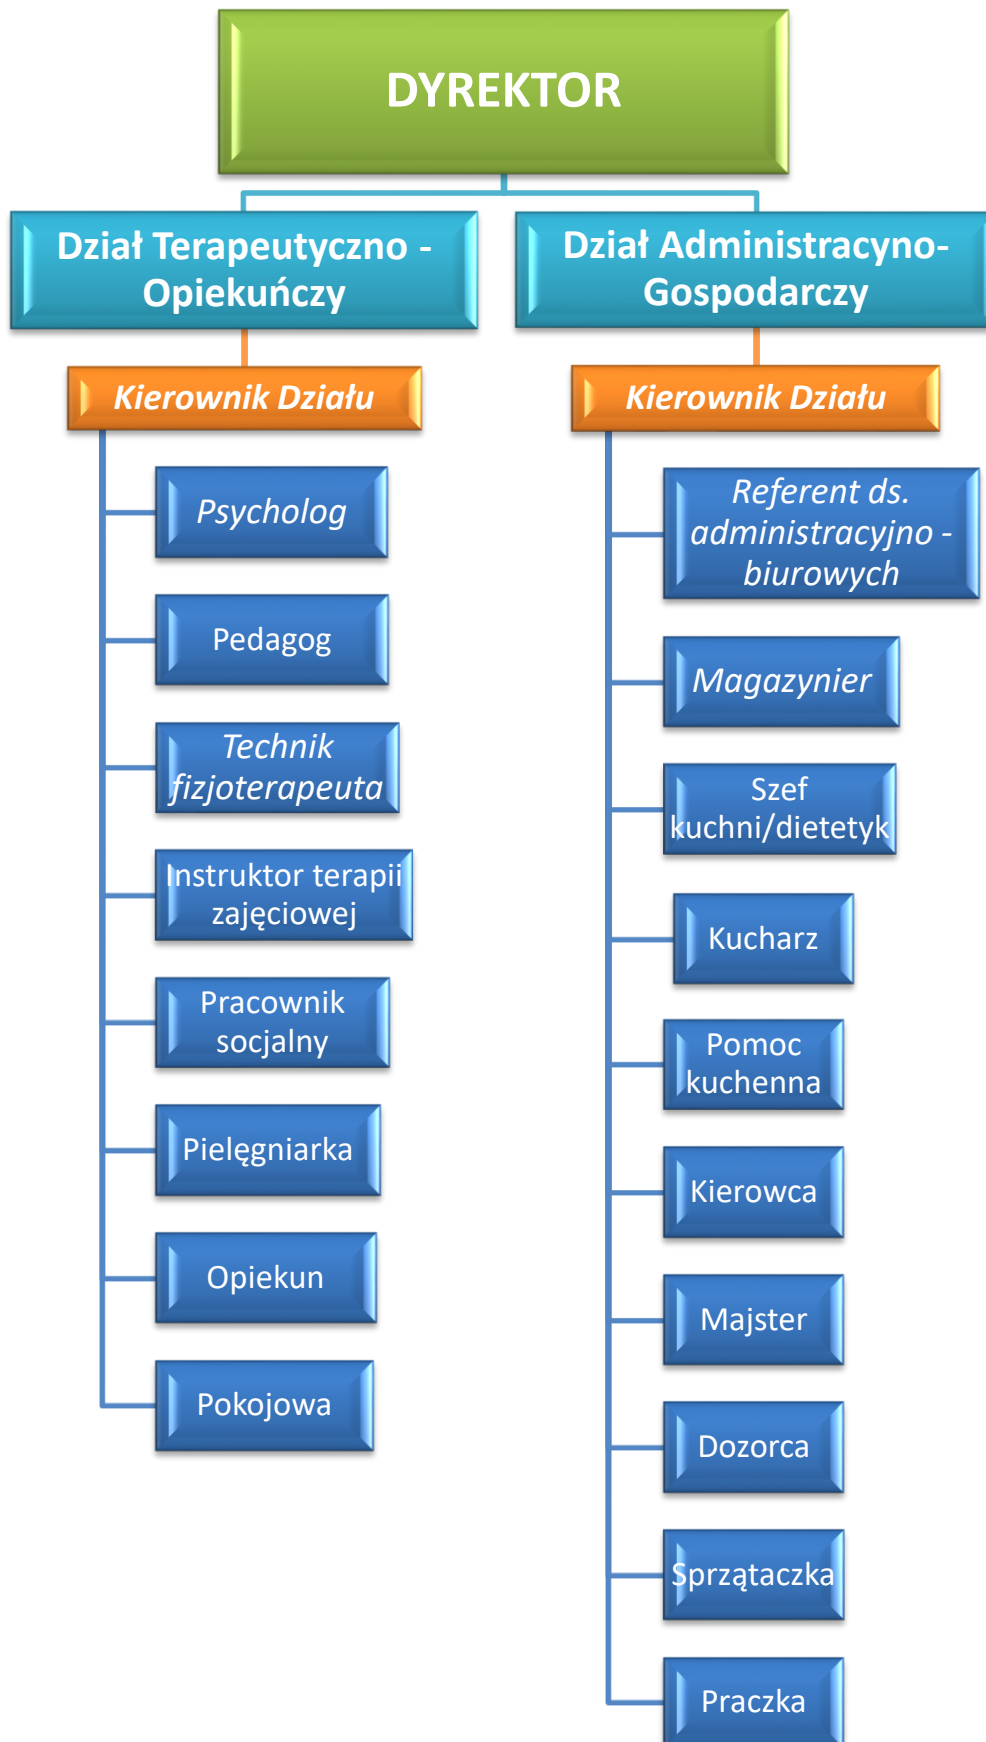 DYREKTOR
Dział Terapeutyczno -
Opiekuńczy
Kierownik Działu
Psycholog
Pedagog
Technik
fizjoterapeuta
Instruktor terapii
zajęciowej
Pracownik
socjalny
Pielęgniarka
Opiekun
Pokojowa
Dział Administracyno-
Gospodarczy
Kierownik Działu
Referent ds.
administracyjno -
biurowych
Magazynier
Szef
kuchni/dietetyk
Kucharz
Pomoc
kuchenna
Kierowca
Majster
Dozorca
Sprzątaczka
Praczka